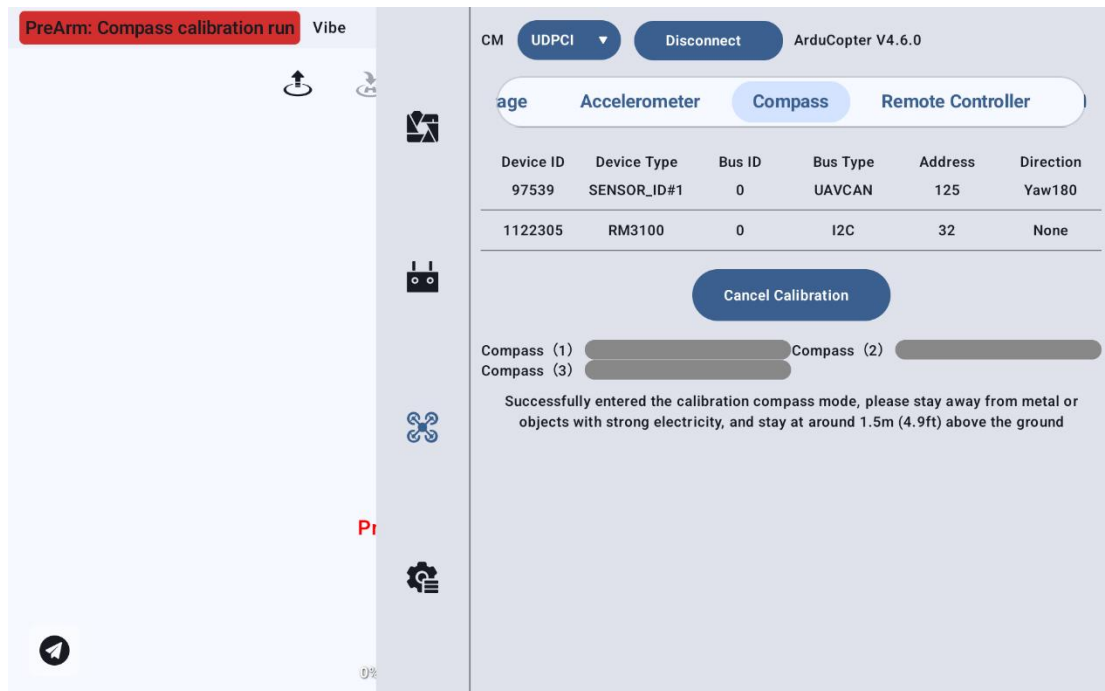 PreArm: Compass calibration run Vibe
CM UDPCI Disconnect ArduCopter V4.6.0
age Accelerometer Compass Remote Controller
Device ID Device Type Bus ID Bus Type Address Direction
97539 SENSOR_ID#1 0 UAVCAN 125 Yaw180
1122305 RM3100 0 I2C 32 None
Cancel Calibration
Compass（1） Compass（2）
Compass（3）
Successfully entered the calibration compass mode, please stay away from metal or
objects with strong electricity, and stay at around 1.5m (4.9ft) above the ground
Pr
0%